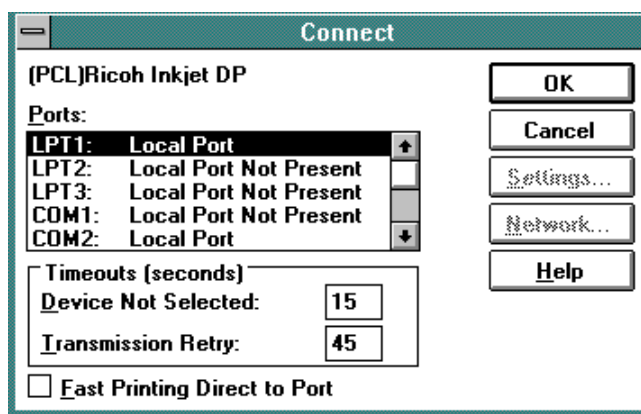 Connect
(PCL)Ricoh Inkjet DP
Ports:
LPT1: Local Port
LPT2: Local Port Not Present
LPT3: Local Port Not Present
COM1: Local Port Not Present
COM2: Local Port
Timeouts (seconds)
Device Not Selected: 15
Transmission Retry: 45
Fast Printing Direct to Port
OK
Cancel
Settings...
Network...
Help